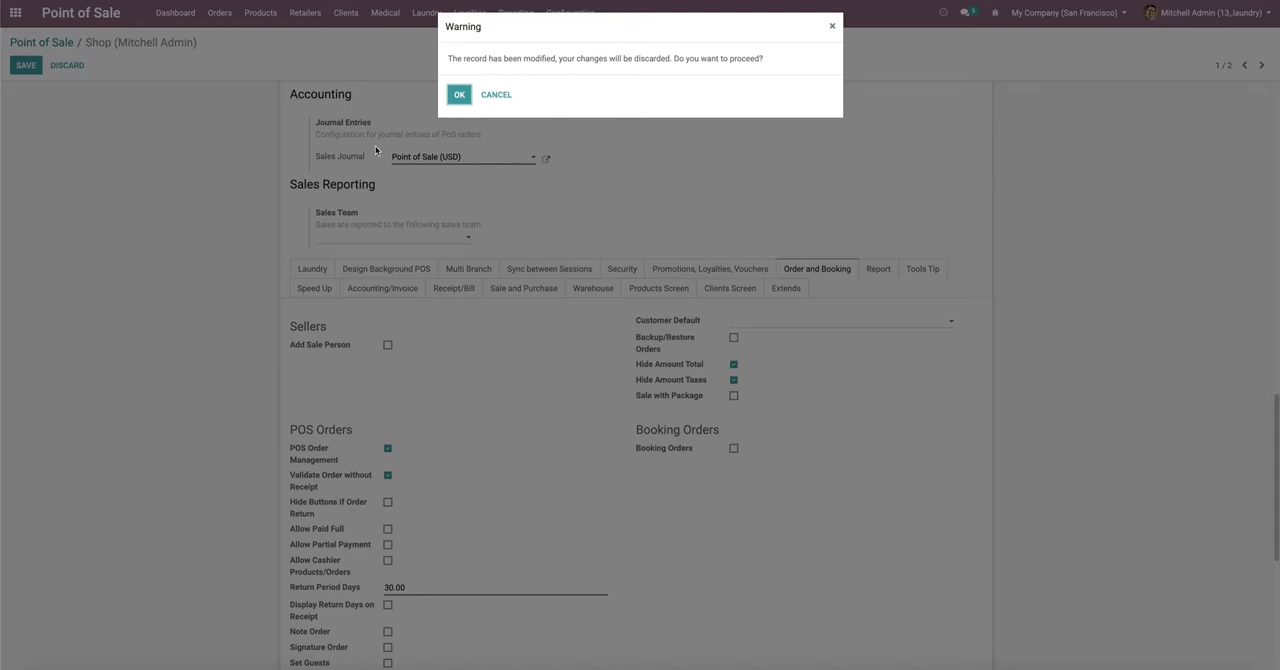 Point of Sale
Dashboard
Orders
Products
Retailers
Clients
Medical
My Company (San Francisco)
Mitchell Admin (13_laundry)
Warning
×
The record has been modified, your changes will be discarded. Do you want to proceed?
OK
CANCEL
Point of Sale / Shop (Mitchell Admin)
SAVE
DISCARD
1 / 2
Accounting
Journal Entries
Configuration for journal entries of PoS orders
Sales Journal
Point of Sale (USD)
Sales Reporting
Sales Team
Sales are reported to the following sales team
Laundry
Design Background POS
Multi Branch
Sync between Sessions
Security
Promotions, Loyalties, Vouchers
Order and Booking
Report
Tools Tip
Speed Up
Accounting/Invoice
Receipt/Bill
Sale and Purchase
Warehouse
Products Screen
Clients Screen
Extends
Sellers
Add Sale Person
Customer Default
Backup/Restore
Orders
Hide Amount Total
Hide Amount Taxes
Sale with Package
POS Orders
POS Order
Management
Validate Order without
Receipt
Hide Buttons if Order
Return
Allow Paid Full
Allow Partial Payment
Allow Cashier
Products/Orders
Return Period Days
30.00
Display Return Days on
Receipt
Note Order
Signature Order
Set Guests
Booking Orders
Booking Orders